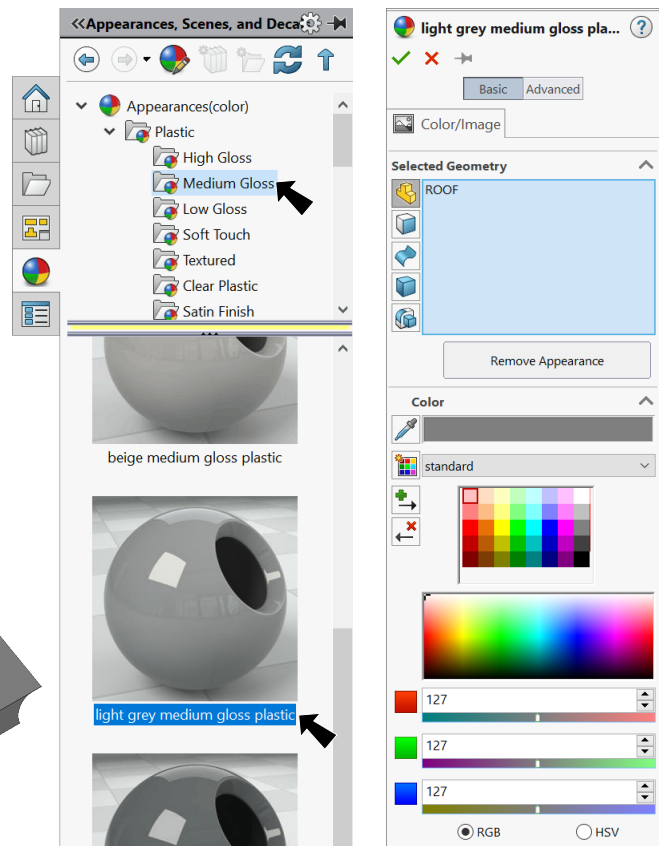 Appearances, Scenes, and Deca
Appearances(color)
Plastic
High Gloss
Medium Gloss
Low Gloss
Soft Touch
Textured
Clear Plastic
Satin Finish
beige medium gloss plastic
light grey medium gloss plastic
light grey medium gloss pla...
Basic
Advanced
Color/Image
Selected Geometry
ROOF
Remove Appearance
Color
standard
127
127
127
RGB
HSV